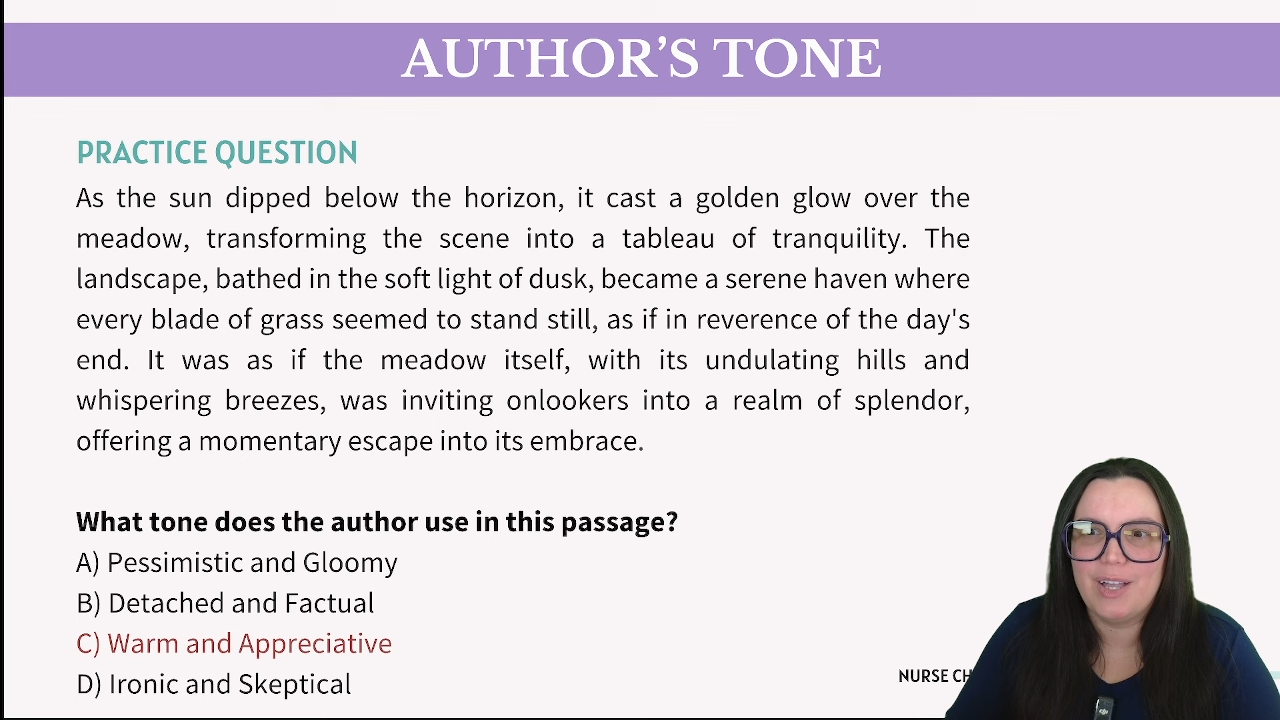 AUTHOR'S TONE
PRACTICE QUESTION
As the sun dipped below the horizon, it cast a golden glow over the
meadow, transforming the scene into a tableau of tranquility. The
landscape, bathed in the soft light of dusk, became a serene haven where
every blade of grass seemed to stand still, as if in reverence of the day's
end. It was as if the meadow itself, with its undulating hills and
whispering breezes, was inviting onlookers into a realm of splendor,
offering a momentary escape into its embrace.
What tone does the author use in this passage?
A) Pessimistic and Gloomy
B) Detached and Factual
C) Warm and Appreciative
D) Ironic and Skeptical
NURSE